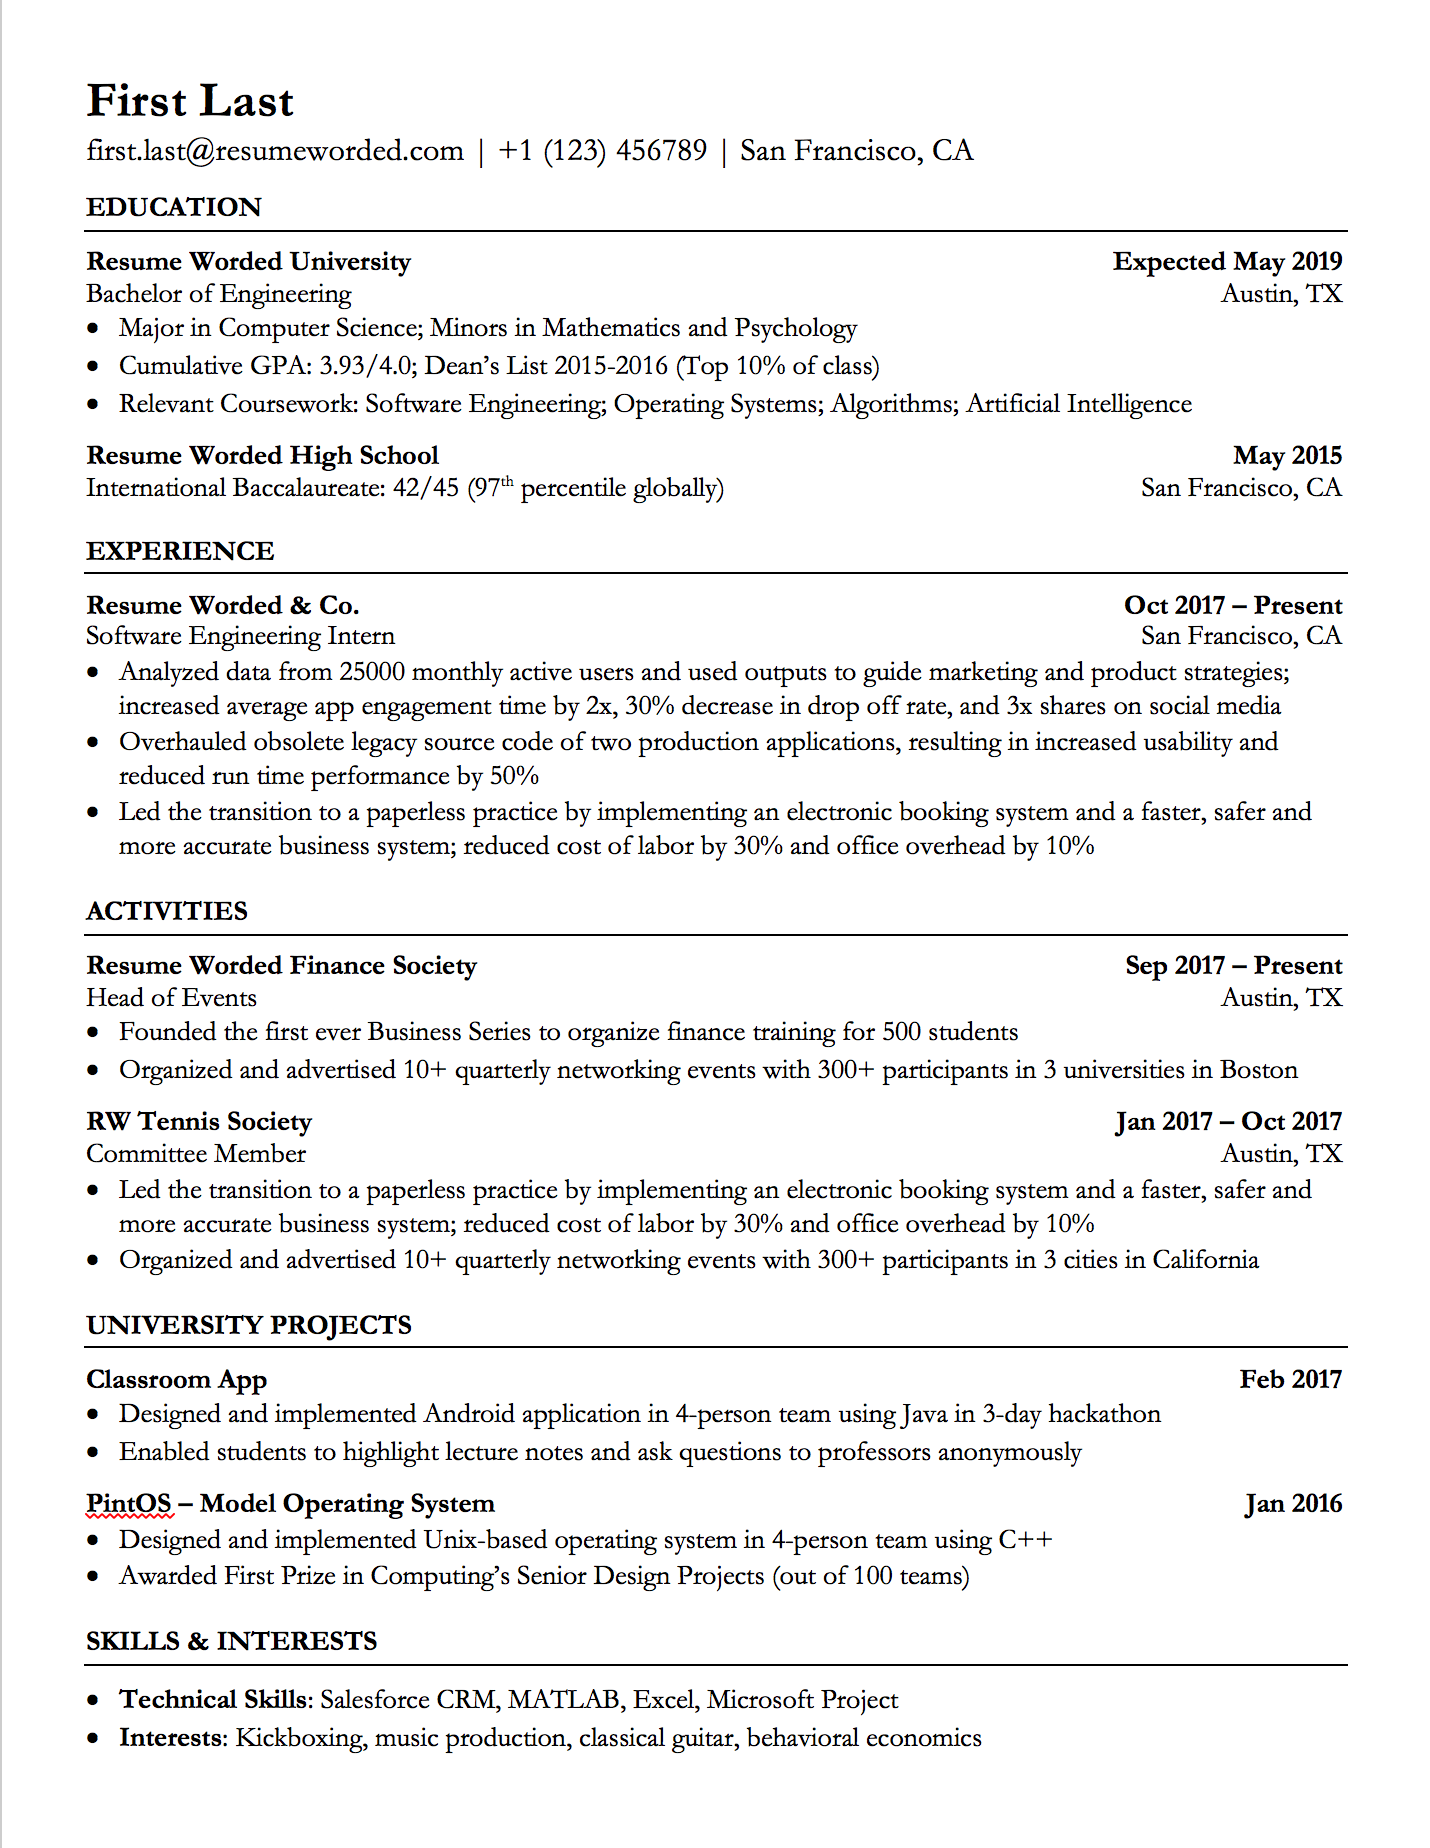 First Last
first.last@resumeworded.com | +1 (123) 456789 | San Francisco, CA
EDUCATION
Resume Worded University Expected May 2019
Bachelor of Engineering Austin, TX
• Major in Computer Science; Minors in Mathematics and Psychology
• Cumulative GPA: 3.93/4.0; Dean’s List 2015-2016 (Top 10% of class)
• Relevant Coursework: Software Engineering; Operating Systems; Algorithms; Artificial Intelligence
Resume Worded High School May 2015
International Baccalaureate: 42/45 (97th percentile globally) San Francisco, CA
EXPERIENCE
Resume Worded & Co. Oct 2017 – Present
Software Engineering Intern San Francisco, CA
• Analyzed data from 25000 monthly active users and used outputs to guide marketing and product strategies;
increased average app engagement time by 2x, 30% decrease in drop off rate, and 3x shares on social media
• Overhauled obsolete legacy source code of two production applications, resulting in increased usability and
reduced run time performance by 50%
• Led the transition to a paperless practice by implementing an electronic booking system and a faster, safer and
more accurate business system; reduced cost of labor by 30% and office overhead by 10%
ACTIVITIES
Resume Worded Finance Society Sep 2017 – Present
Head of Events Austin, TX
• Founded the first ever Business Series to organize finance training for 500 students
• Organized and advertised 10+ quarterly networking events with 300+ participants in 3 universities in Boston
RW Tennis Society Jan 2017 – Oct 2017
Committee Member Austin, TX
• Led the transition to a paperless practice by implementing an electronic booking system and a faster, safer and
more accurate business system; reduced cost of labor by 30% and office overhead by 10%
• Organized and advertised 10+ quarterly networking events with 300+ participants in 3 cities in California
UNIVERSITY PROJECTS
Classroom App Feb 2017
• Designed and implemented Android application in 4-person team using Java in 3-day hackathon
• Enabled students to highlight lecture notes and ask questions to professors anonymously
PintOS – Model Operating System Jan 2016
• Designed and implemented Unix-based operating system in 4-person team using C++
• Awarded First Prize in Computing’s Senior Design Projects (out of 100 teams)
SKILLS & INTERESTS
• Technical Skills: Salesforce CRM, MATLAB, Excel, Microsoft Project
• Interests: Kickboxing, music production, classical guitar, behavioral economics